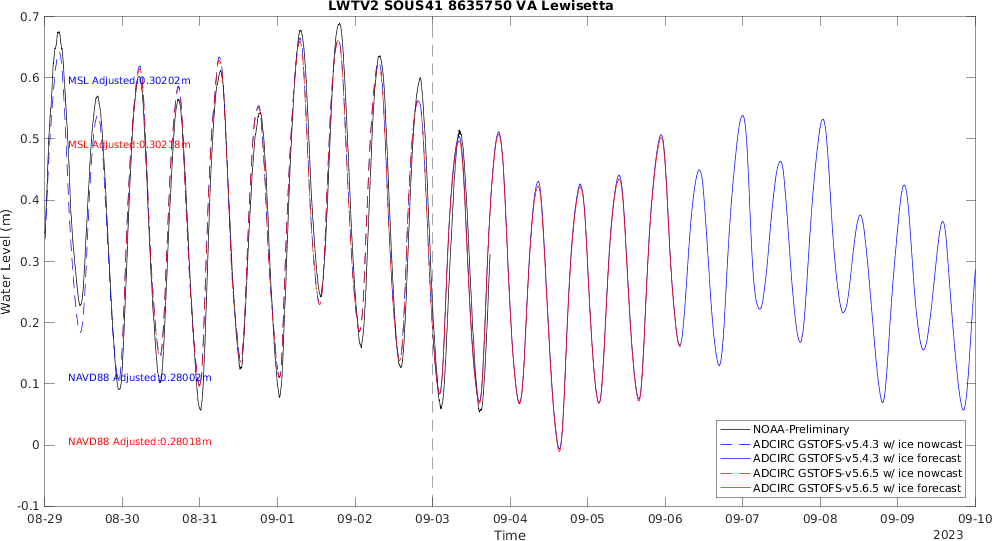 LWTV2 SOUS41 8635750 VA Lewisetta
0.7
0.6
0.5
0.4
0.3
0.2
0.1
0
-0.1
Water Level (m)
MSL Adjusted:0.30202m
MSL Adjusted:0.30218m
NAVD88 Adjusted:0.28002m
NAVD88 Adjusted:0.28018m
NOAA-Preliminary
ADCIRC GSTOFS-v5.4.3 w/ ice nowcast
ADCIRC GSTOFS-v5.4.3 w/ ice forecast
ADCIRC GSTOFS-v5.6.5 w/ ice nowcast
ADCIRC GSTOFS-v5.6.5 w/ ice forecast
08-29 08-30 08-31 09-01 09-02 09-03 09-04 09-05 09-06 09-07 09-08 09-09 09-10
Time
2023